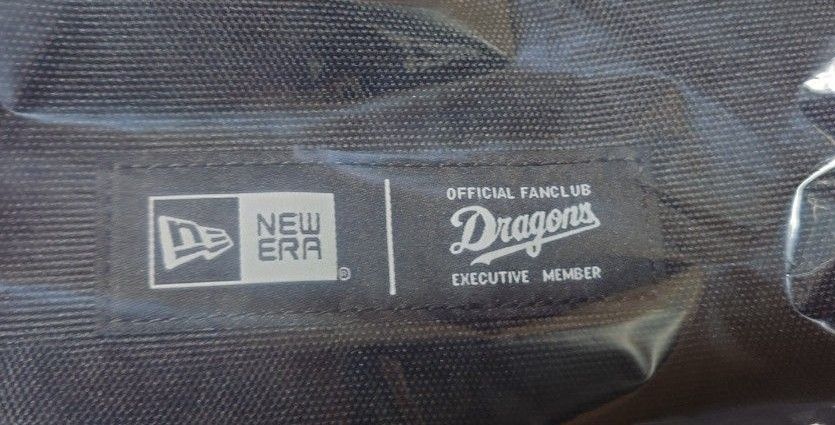 NEW
ERA
®
OFFICIAL FANCLUB
Dragons
EXECUTIVE MEMBER